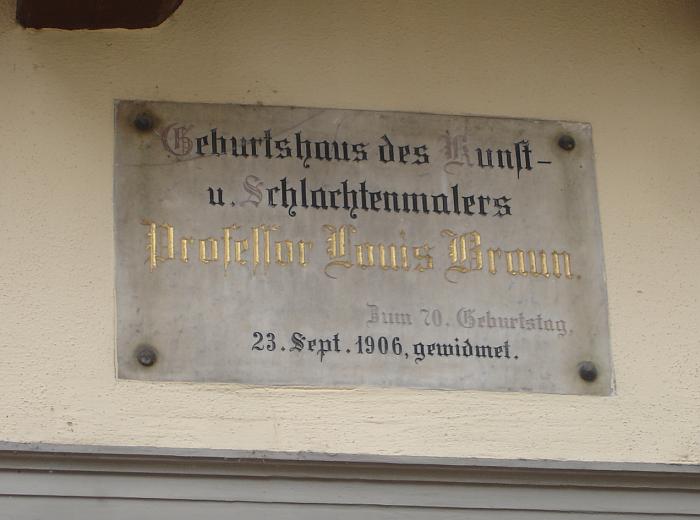 Geburtshaus des Kunst-
u. Schlachtenmalers
Professor Louis Braun.
Zum 70. Geburtstag,
23. Sept. 1906, gewidmet.